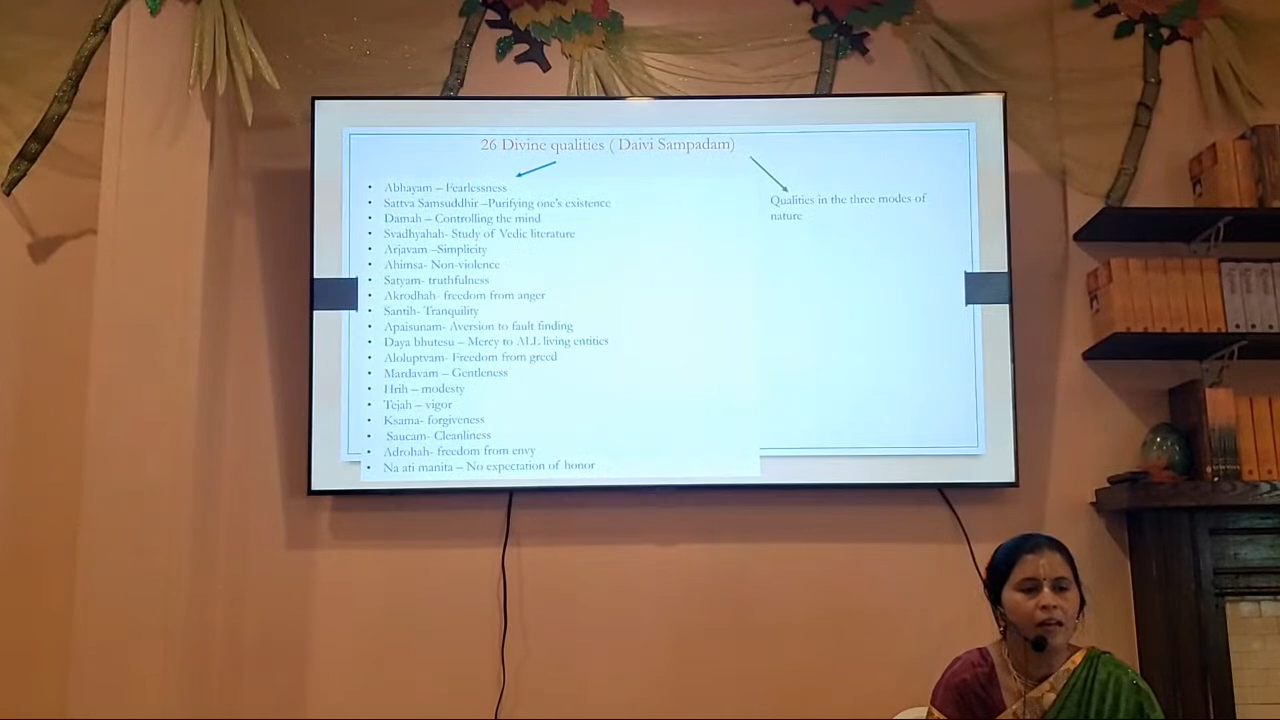 26 Divine qualities ( Daivi Sampadam)
• Abhayam – Fearlessness
• Sattva Samsuddhir –Purifying one's existence
• Damah – Controlling the mind
• Svadhyahah- Study of Vedic literature
• Arjavam –Simplicity
• Ahimsa- Non-violence
• Satyam- truthfulness
• Akrodhah- freedom from anger
• Santih- Tranquility
• Apaisunam- Aversion to fault finding
• Daya bhutesu – Mercy to ALL living entities
• Aloluptvam- Freedom from greed
• Mardavam – Gentleness
• Hrih – modesty
• Tejah – vigor
• Ksama- forgiveness
• Saucam- Cleanliness
• Adrohah- freedom from envy
• Na ati manita – No expectation of honor
Qualities in the three modes of
nature